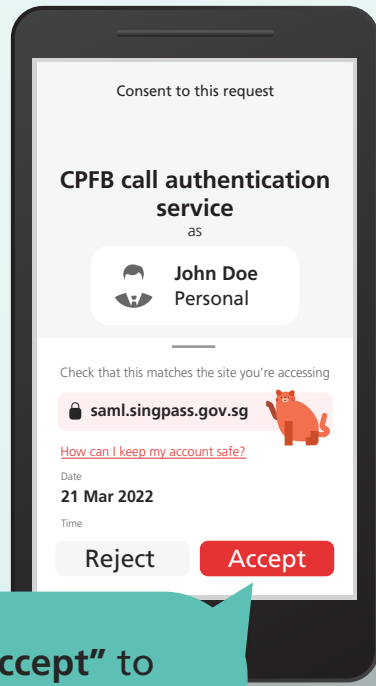 Consent to this request
CPFB call authentication
service
as
John Doe
Personal
Check that this matches the site you're accessing
saml.singpass.gov.sg
How can I keep my account safe?
Date
21 Mar 2022
Time
Reject
Accept
ccept” to